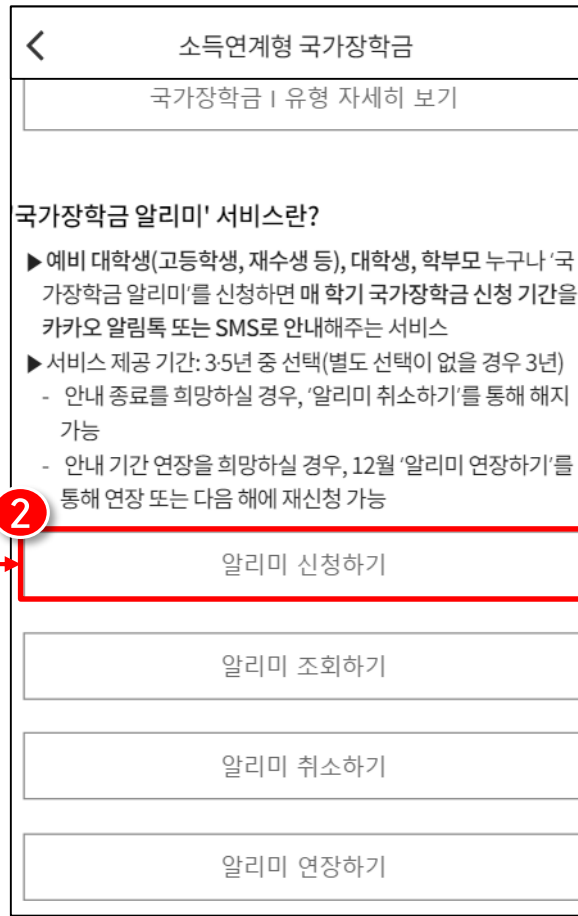 소득연계형 국가장학금
국가장학금 I 유형 자세히 보기
'국가장학금 알리미' 서비스란?
▶예비 대학생(고등학생, 재수생 등), 대학생, 학부모 누구나 ‘국
가장학금 알리미’를 신청하면 매 학기 국가장학금 신청 기간을
카카오 알림톡 또는 SMS로 안내해주는 서비스
▶서비스 제공 기간: 3·5년 중 선택(별도 선택이 없을 경우 3년)
- 안내 종료를 희망하실 경우, ‘알리미 취소하기’를 통해 해지
가능
- 안내 기간 연장을 희망하실 경우, 12월 ‘알리미 연장하기’를
통해 연장 또는 다음 해에 재신청 가능
2
알리미 신청하기
알리미 조회하기
알리미 취소하기
알리미 연장하기